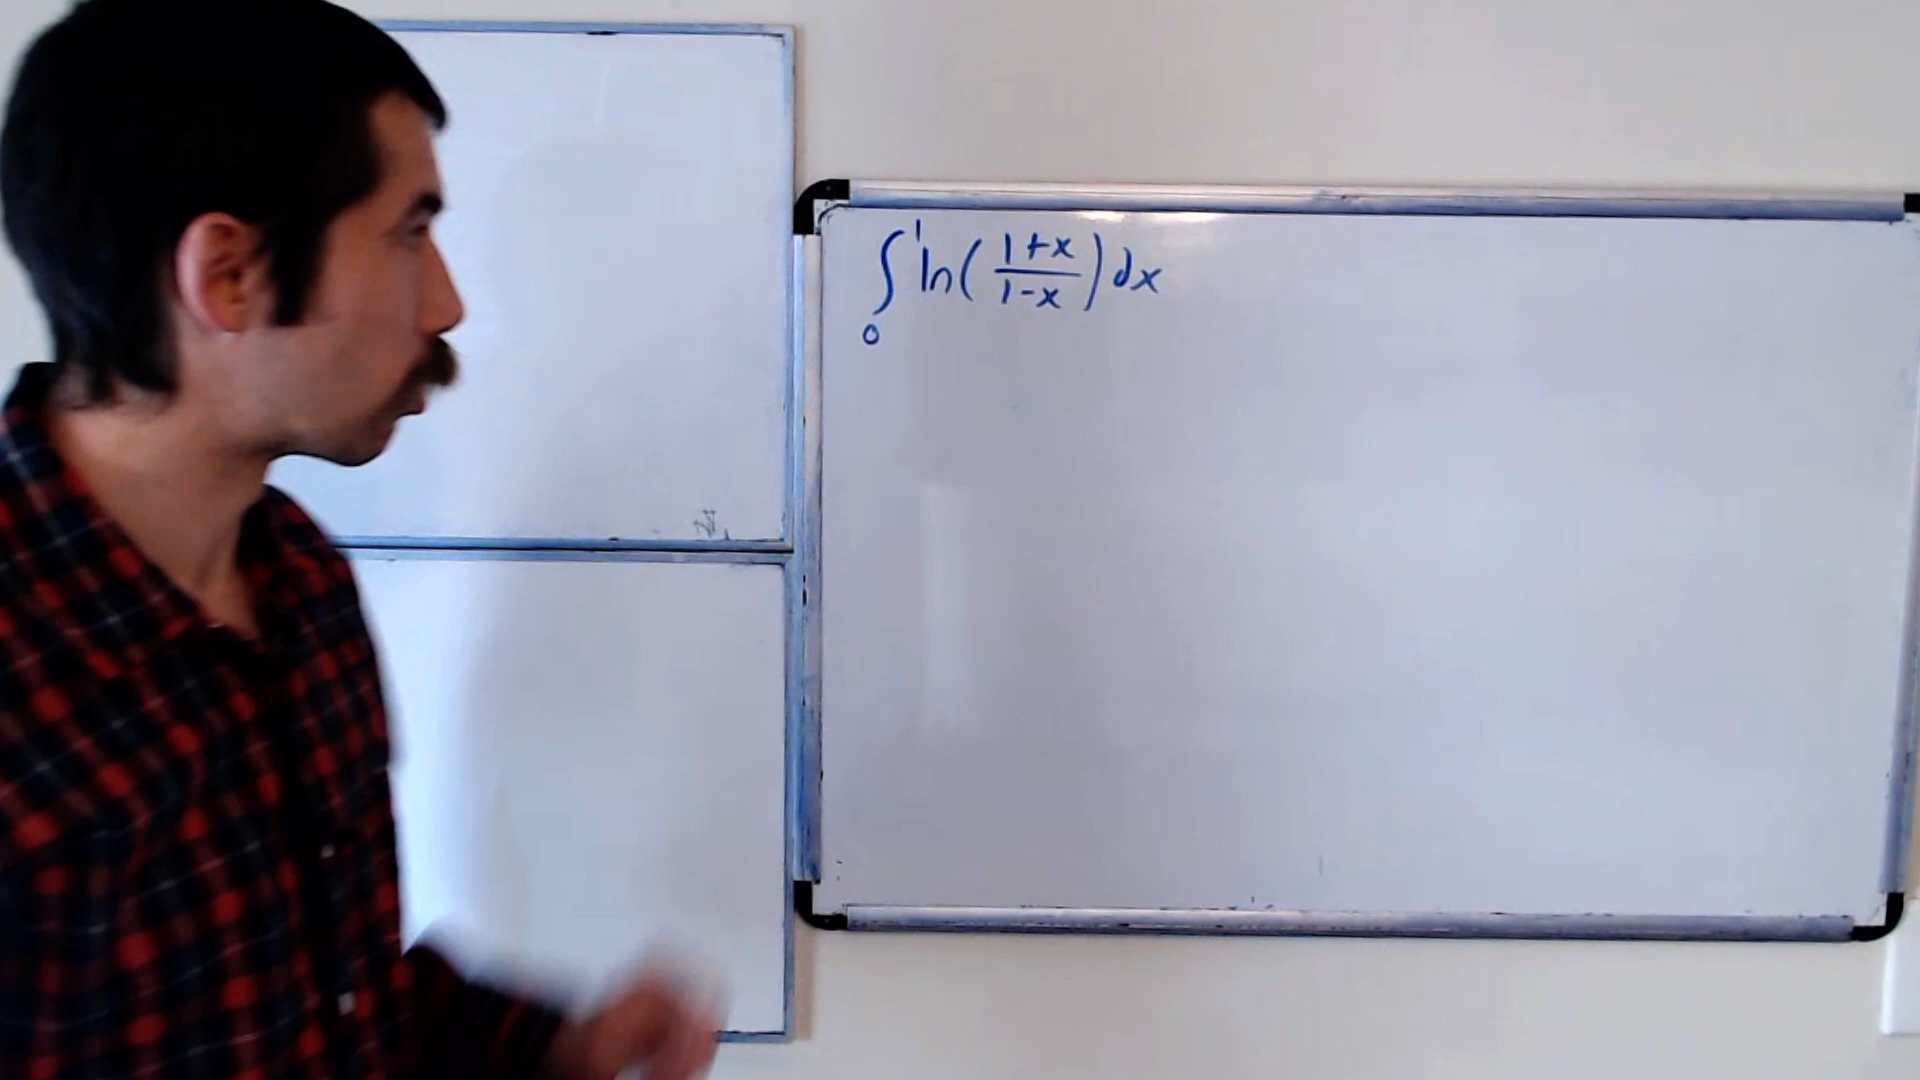 ∫₀¹ ln((1+x)/(1-x)) dx